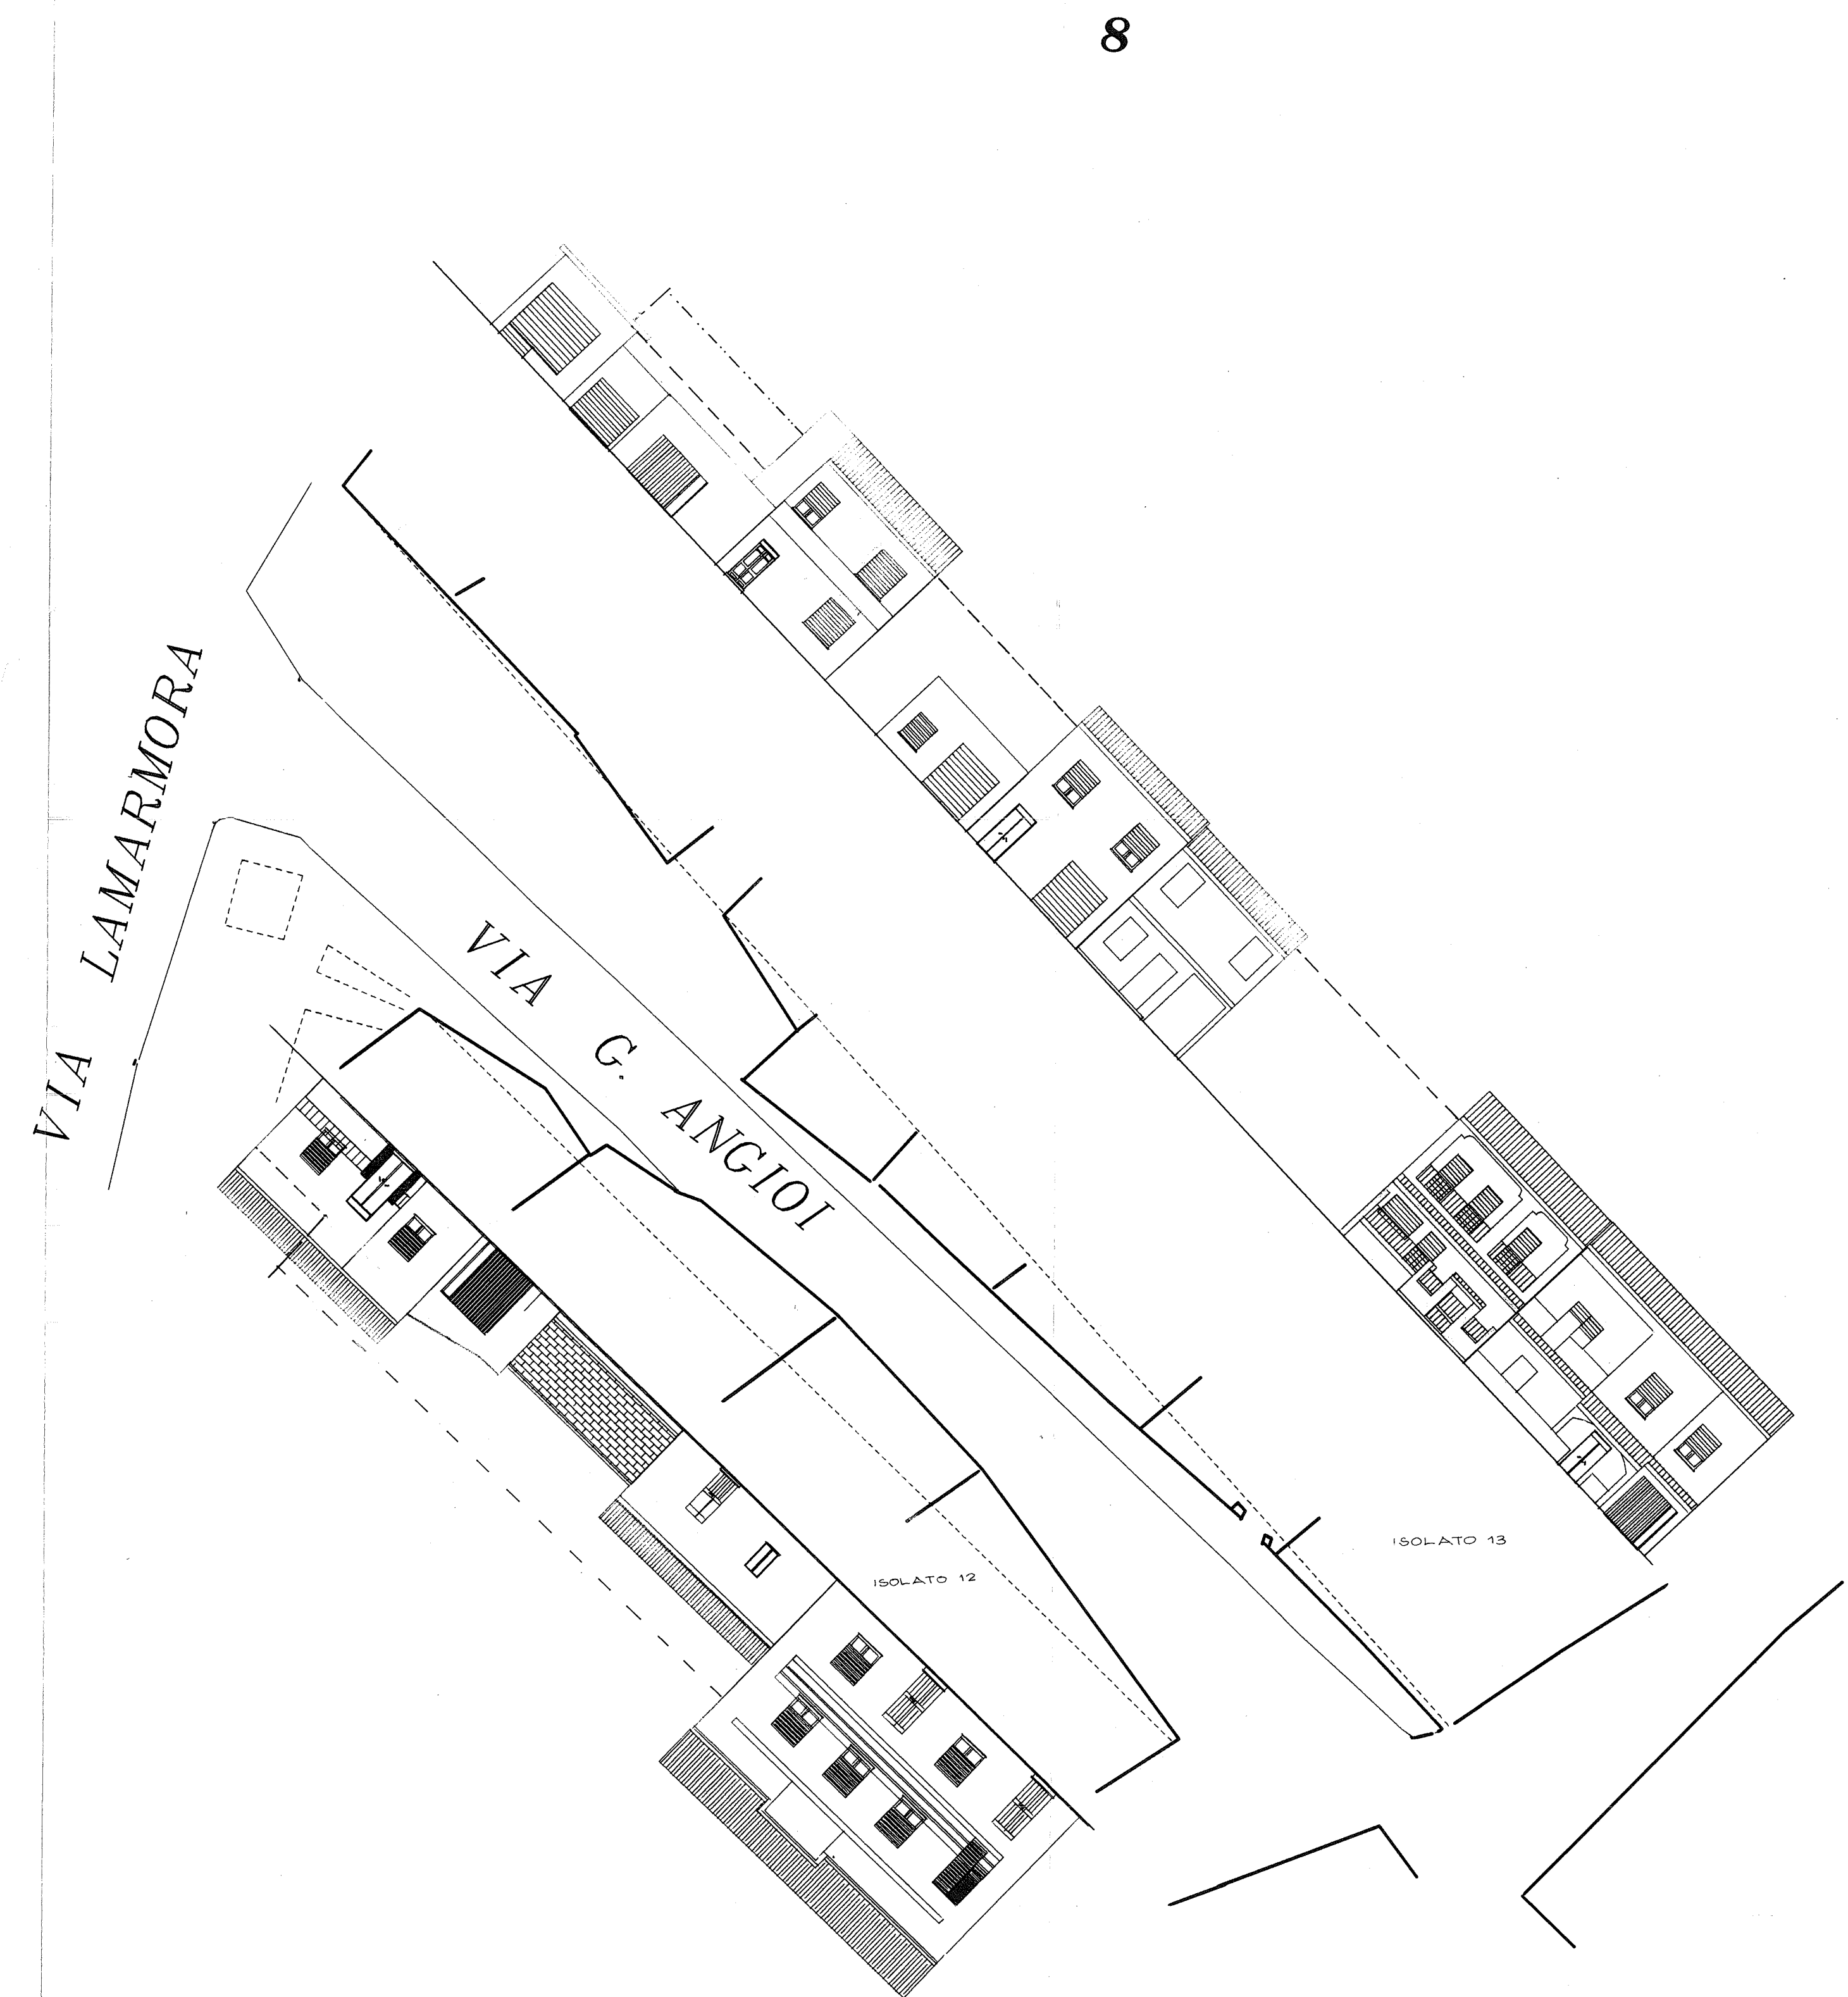 8
VIA LAMARMORA
VIA G. ANGIOI
ISOLATO 13
ISOLATO 12